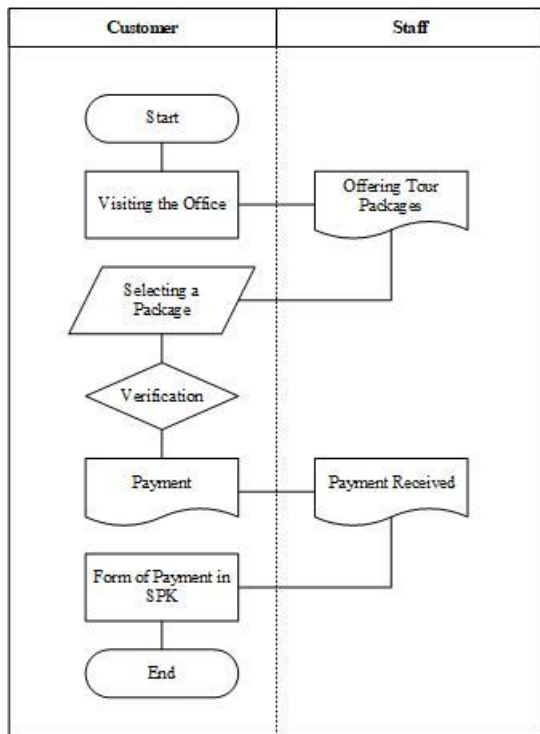 Customer
Staff
Start
Visiting the Office
Offering Tour
Packages
Selecting a
Package
Verification
Payment
Payment Received
Form of Payment in
SPK
End